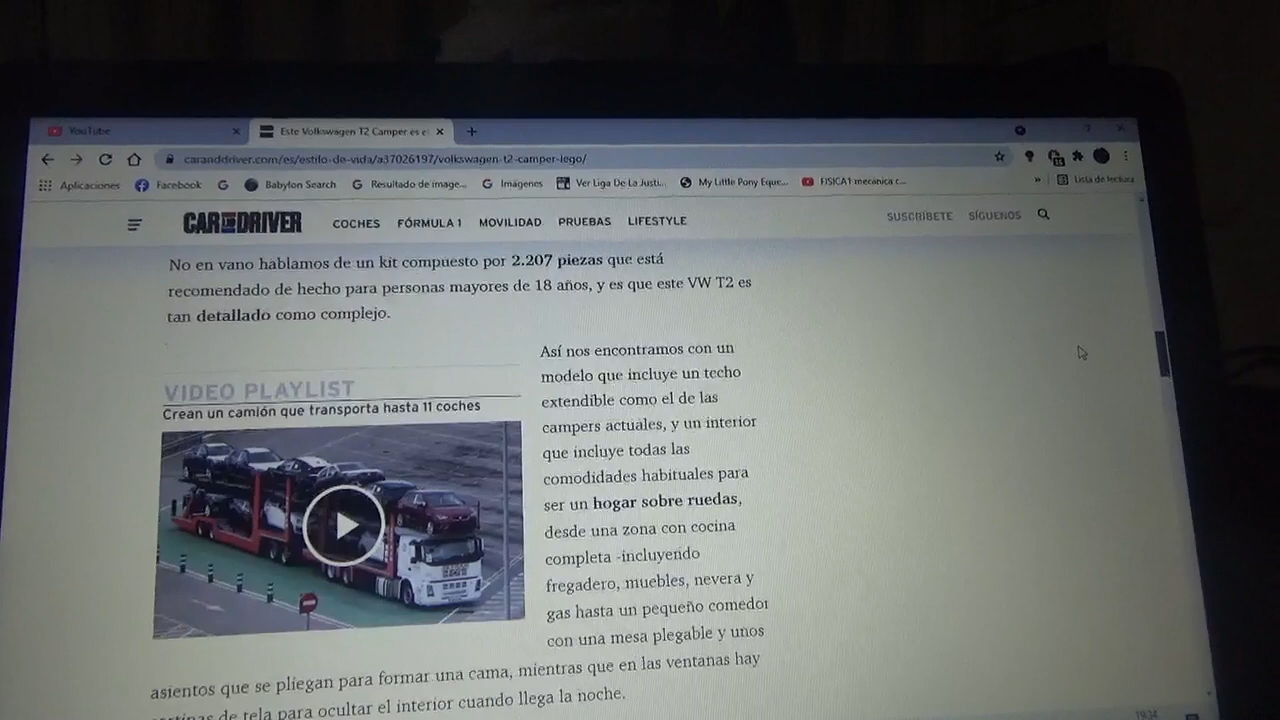 YouTube
Este Volkswagen T2 Camper es e
caranddriver.com/es/estilo-de-vida/a37026197/volkswagen-t2-camper-lego/
Aplicaciones Facebook Babylon Search Resultado de image... Imágenes Ver Liga De La Justi... My Little Pony Eque... FISICA1 mecánica c... » Lista de lectura
CAR AND DRIVER COCHES FÓRMULA 1 MOVILIDAD PRUEBAS LIFESTYLE SUSCRÍBETE SÍGUENOS
No en vano hablamos de un kit compuesto por 2.207 piezas que está
recomendado de hecho para personas mayores de 18 años, y es que este VW T2 es
tan detallado como complejo.
VIDEO PLAYLIST
Crean un camión que transporta hasta 11 coches
Así nos encontramos con un
modelo que incluye un techo
extendible como el de las
campers actuales, y un interior
que incluye todas las
comodidades habituales para
ser un hogar sobre ruedas,
desde una zona con cocina
completa -incluyendo
fregadero, muebles, nevera y
gas hasta un pequeño comedor
con una mesa plegable y unos
asientos que se pliegan para formar una cama, mientras que en las ventanas hay
cortinas de tela para ocultar el interior cuando llega la noche.